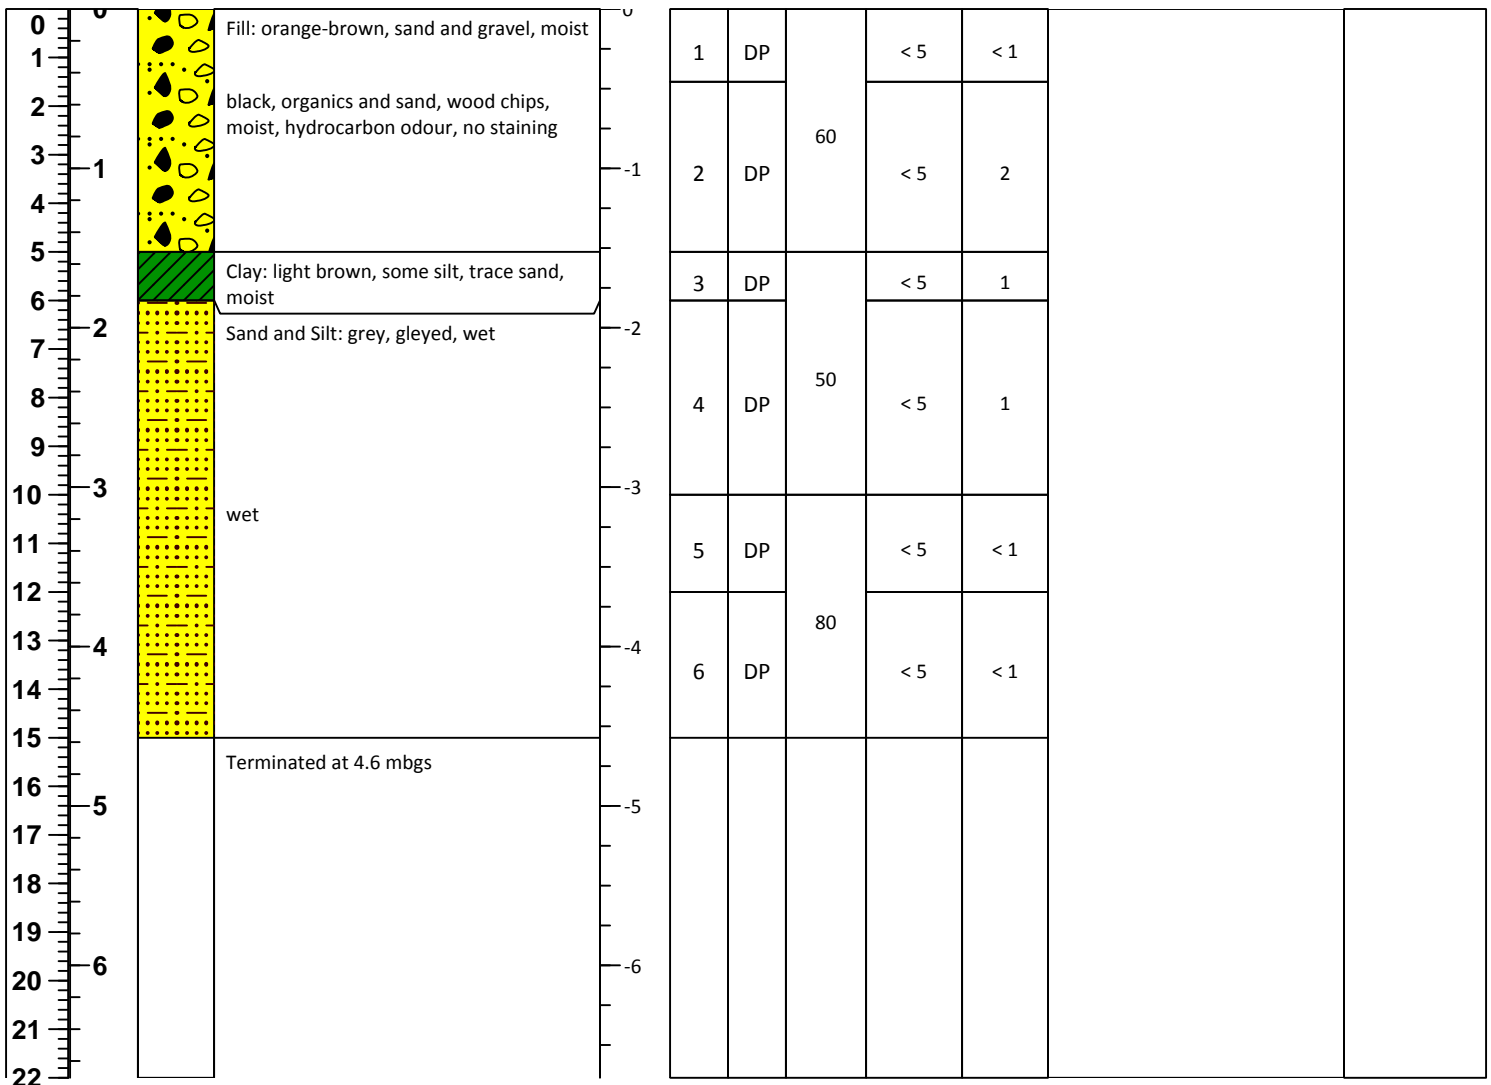 0
0
0
Fill: orange-brown, sand and gravel, moist
1 DP < 5 < 1
1
black, organics and sand, wood chips,
moist, hydrocarbon odour, no staining
2
60
3
1
-1
2 DP < 5 2
4
5
Clay: light brown, some silt, trace sand,
moist
3 DP < 5 1
6
2
-2
Sand and Silt: grey, gleyed, wet
7
50
8
4 DP < 5 1
9
3
-3
10
wet
11
5 DP < 5 < 1
12
80
13
4
-4
6 DP < 5 < 1
14
15
Terminated at 4.6 mbgs
16
5
-5
17
18
19
6
-6
20
21
22